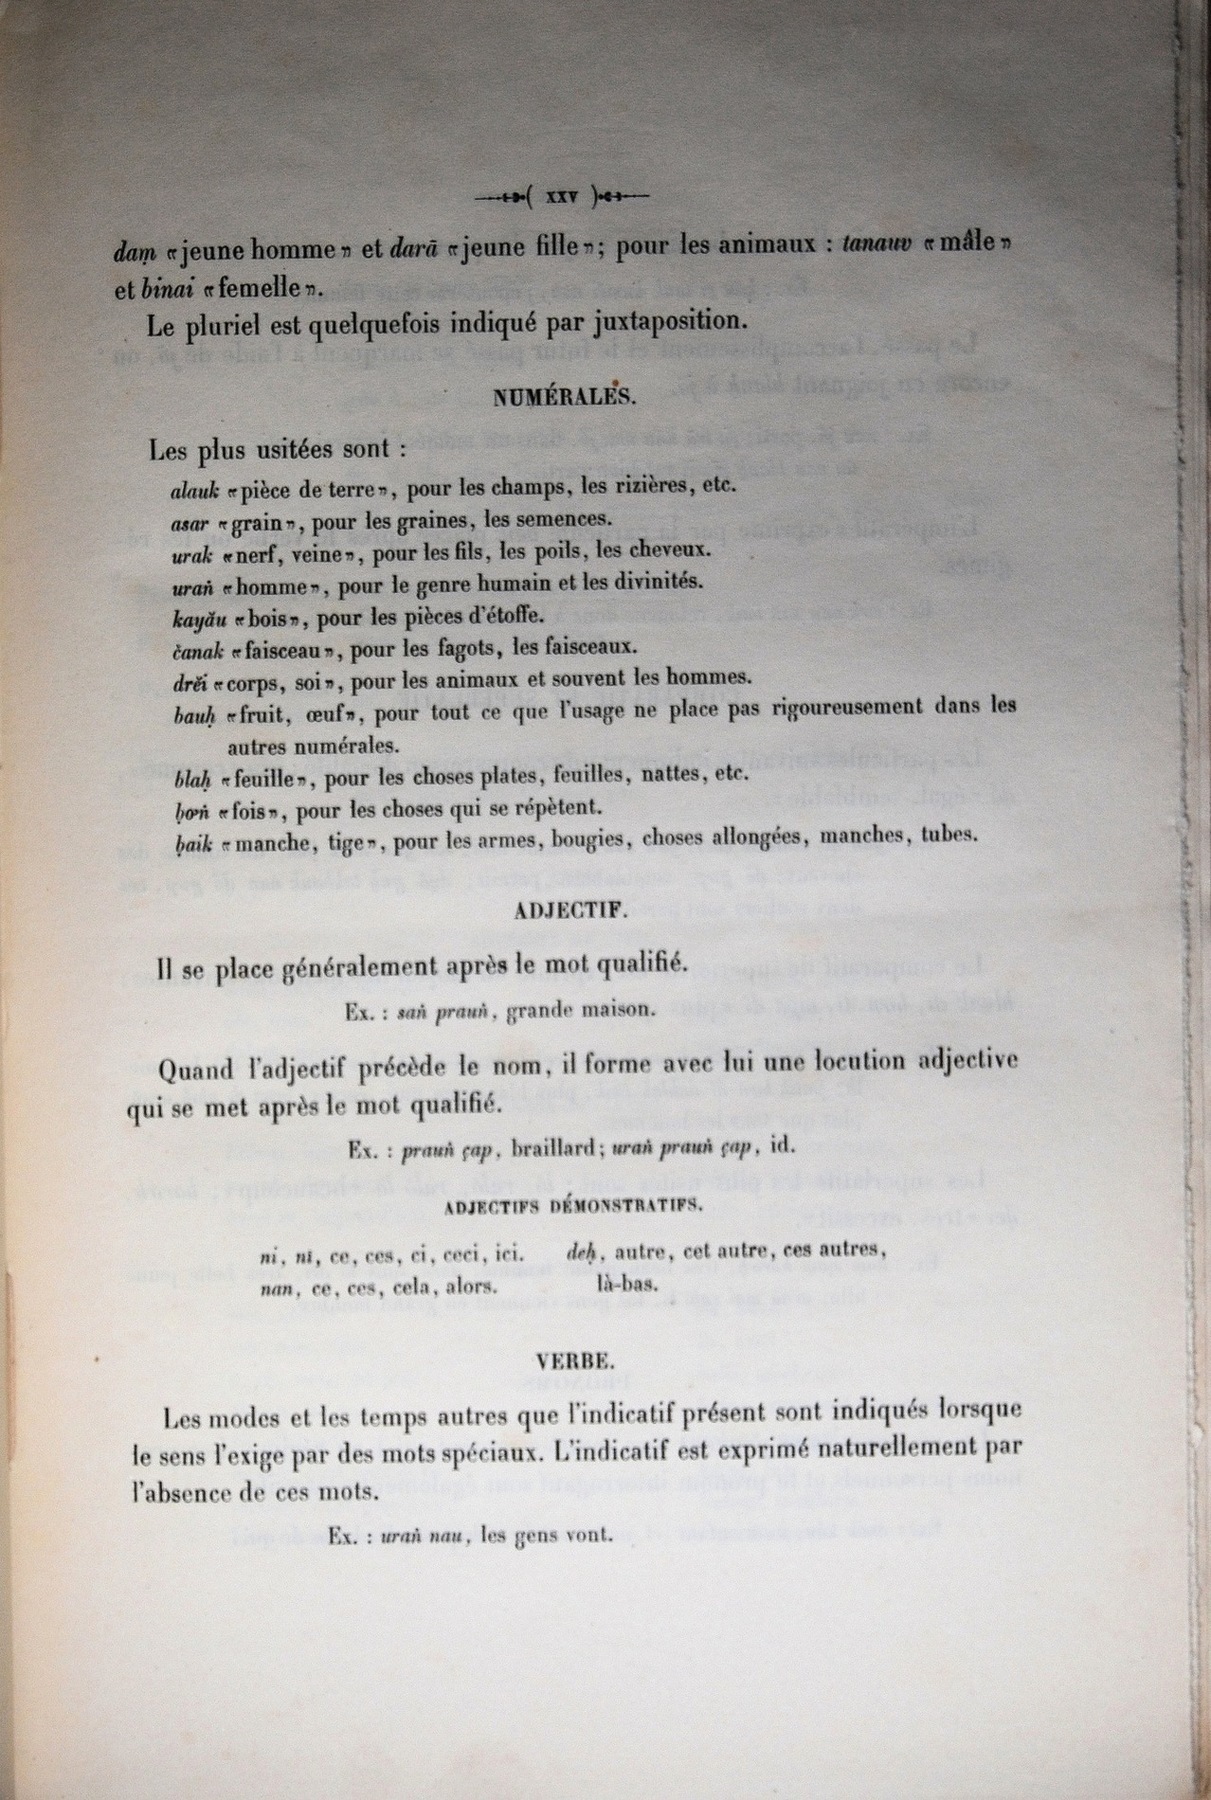 ( XXV )
daṃ «jeune homme» et darā «jeune fille»; pour les animaux : tanauv «mâle»
et binai «femelle».
Le pluriel est quelquefois indiqué par juxtaposition.
NUMÉRALES.
Les plus usitées sont :
alauk «pièce de terre», pour les champs, les rizières, etc.
asar «grain», pour les graines, les semences.
urak «nerf, veine», pour les fils, les poils, les cheveux.
uraṅ «homme», pour le genre humain et les divinités.
kayău «bois», pour les pièces d'étoffe.
čanak «faisceau», pour les fagots, les faisceaux.
drĕi «corps, soi», pour les animaux et souvent les hommes.
bauḥ «fruit, œuf», pour tout ce que l'usage ne place pas rigoureusement dans les
autres numérales.
blaḥ «feuille», pour les choses plates, feuilles, nattes, etc.
ḅœṅ «fois», pour les choses qui se répètent.
ḅaik «manche, tige», pour les armes, bougies, choses allongées, manches, tubes.
ADJECTIF.
Il se place généralement après le mot qualifié.
Ex. : saṅ prauṅ, grande maison.
Quand l'adjectif précède le nom, il forme avec lui une locution adjective
qui se met après le mot qualifié.
Ex. : prauṅ çap, braillard; uraṅ prauṅ çap, id.
ADJECTIFS DÉMONSTRATIFS.
ni, nī, ce, ces, ci, ceci, ici. deḥ, autre, cet autre, ces autres,
nan, ce, ces, cela, alors. là-bas.
VERBE.
Les modes et les temps autres que l'indicatif présent sont indiqués lorsque
le sens l'exige par des mots spéciaux. L'indicatif est exprimé naturellement par
l'absence de ces mots.
Ex. : uraṅ nau, les gens vont.